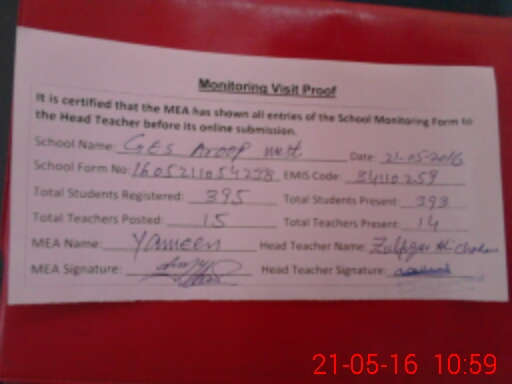 Monitoring Visit Proof
It is certified that the MEA has shown all entries of the School Monitoring Form to
the Head Teacher before its online submission.
School Name: GES Aroop west Date: 21-05-2016
School Form No: EMIS Code: 34110259
Total Students Registered: 395 Total Students Present: 393
Total Teachers Posted: 15 Total Teachers Present: 14
MEA Name: Yameen Head Teacher Name:
MEA Signature: Head Teacher Signature:
21-05-16 10:59